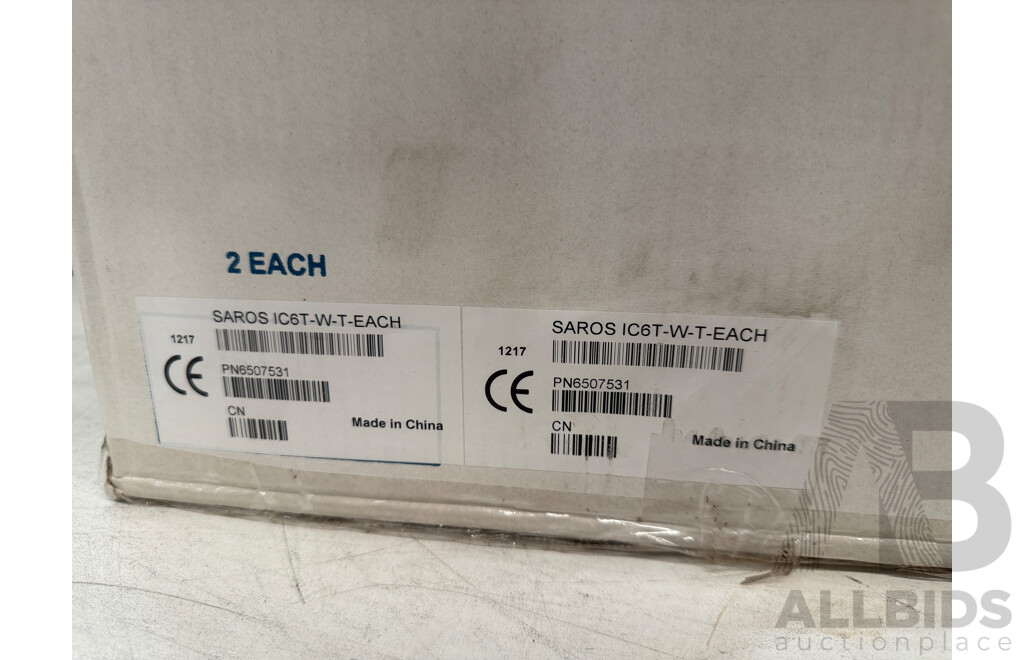 2 EACH
SAROS IC6T-W-T-EACH
1217
CE
PN6507531
CN
Made in China
SAROS IC6T-W-T-EACH
1217
CE
PN6507531
CN
Made in China
AB
ALLBIDS
auctionplace